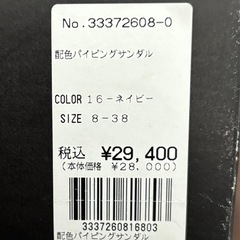 No.33372608-0
配色パイピングサンダル
COLOR 16-ネイビー
SIZE 8-38
税込 ¥29,400
(本体価格 ¥28,000)
3337260816803
配色パイピングサンダル